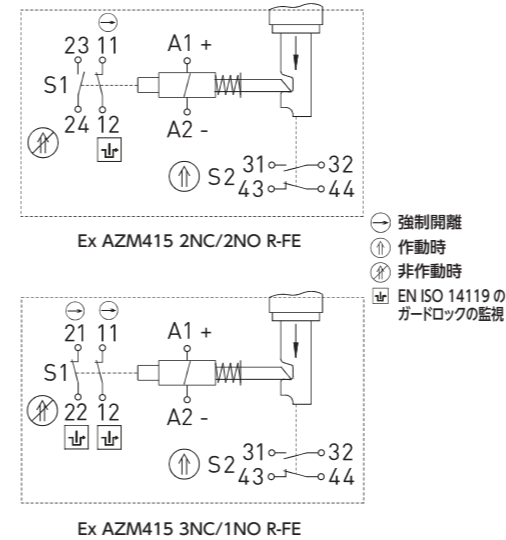 23 11
A1 +
S1
24 12
A2 -
S2
31 32
43 44
Ex AZM415 2NC/2NO R-FE
強制開離
作動時
非作動時
EN ISO 14119 の
ガードロックの監視
21 11
A1 +
S1
22 12
A2 -
S2
31 32
43 44
Ex AZM415 3NC/1NO R-FE